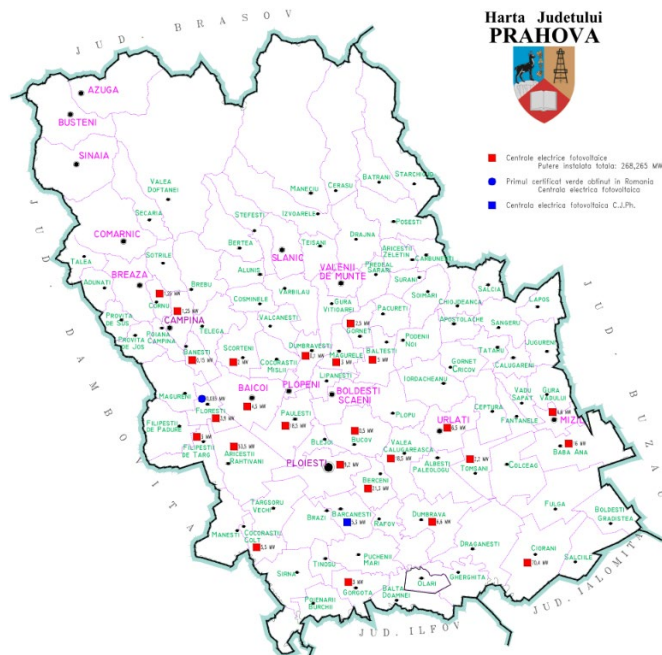 Harta Judetului
PRAHOVA
Centrale electrice fotovoltaice
Putere instalata totala: 268,265 MW
Primul certificat verde obtinut in Romania
Centrala electrica fotovoltaica
Centrala electrica fotovoltaica C.J.Ph.
JUD. BRASOV
JUD. DAMBOVITA
JUD. BUZAU
JUD. IALOMITA
JUD. ILFOV
AZUGA
BUSTENI
SINAIA
VALEA
DOFTANEI
SECARIA
COMARNIC
TALEA
SOTRILE
ADUNATI
BREAZA
BREBU
CORNU
PROVITA
DE SUS
CAMPINA
POIANA
CAMPINA
TELEGA
PROVITA
DE JOS
BANESTI
MANECIU
CERASU
BATRANI
STARCHIOJD
STEFESTI
IZVOARELE
POSESTI
BERTEA
SLANIC
TEISANI
DRAJNA
ARICESTII
ZELETIN
CARBUNESTI
ALUNIS
VALENII
DE MUNTE
PREDEAL
SARARI
SURANI
COSMINELE
VARBILAU
GURA
VITIOAREI
SOIMARI
SALCIA
CHIOJDEANCA
LAPOS
PACURETI
APOSTOLACHE
SANGERU
VALCANESTI
GORNET
PODENII
NOI
TATARU
JUGURENI
SCORTENI
COCORASTII
MISLII
DUMBRAVESTI
MAGURELE
BALTESTI
GORNET
CRICOV
CALUGARENI
LIPANESTI
IORDACHEANU
MAGURENI
BAICOI
PLOPENI
BOLDESTI
SCAENI
VADU
SAPAT
GURA
VADULUI
FLORESTI
PAULESTI
PLOPU
URLATI
CEPTURA
FANTANELE
MIZIL
FILIPESTII
DE PADURE
FILIPESTII
DE TARG
ARICESTII
RAHTIVANI
BLEJOI
BUCOV
VALEA
CALUGAREASCA
ALBESTI
PALEOLOGU
TOMSANI
COLCEAG
BABA ANA
PLOIESTI
BERCENI
TARGSORU
VECHI
BRAZI
BARCANESTI
RAFOV
DUMBRAVA
FULGA
BOLDESTI
GRADISTEA
MANESTI
COCORASTII
COLT
DRAGANESTI
CIORANI
SALCIILE
SIRNA
TINOSU
PUCHENII
MARI
OLARI
GHERGHITA
GORGOTA
BALTA
DOAMNEI
POIENARII
BURCHII